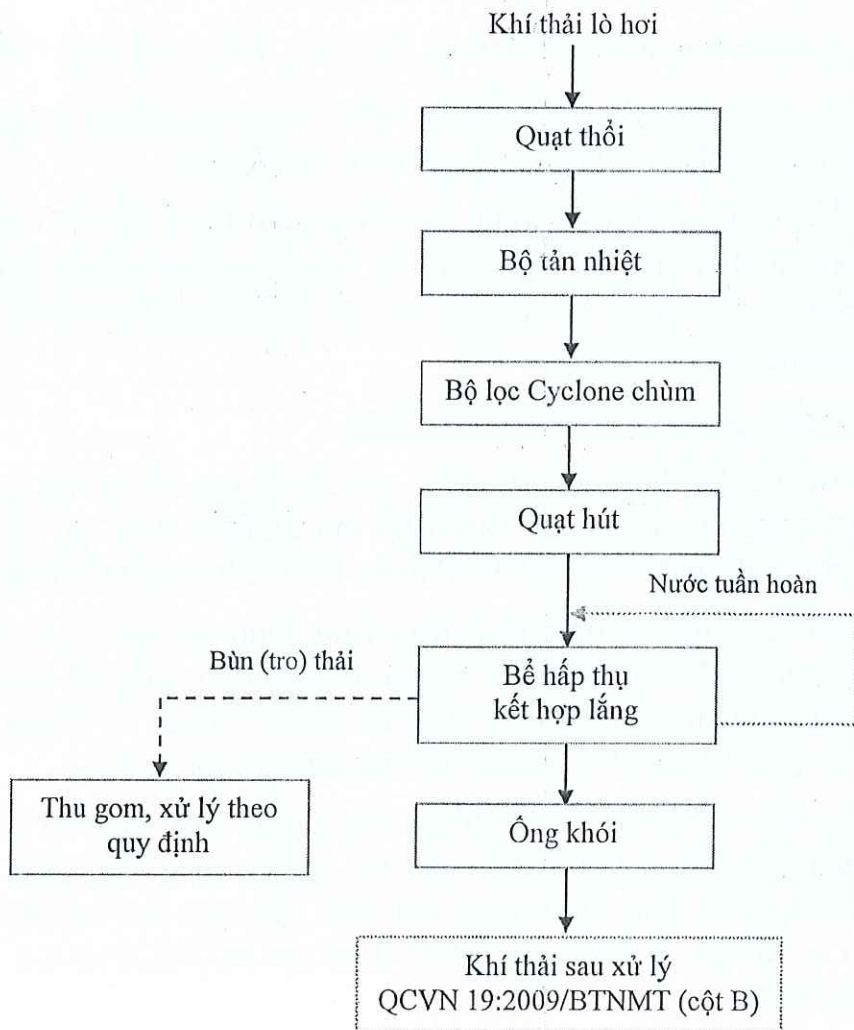 Khí thải lò hơi
Quạt thổi
Bộ tản nhiệt
Bộ lọc Cyclone chùm
Quạt hút
Nước tuần hoàn
Bùn (tro) thải
Bể hấp thụ
kết hợp lắng
Thu gom, xử lý theo
quy định
Ống khói
Khí thải sau xử lý
QCVN 19:2009/BTNMT (cột B)